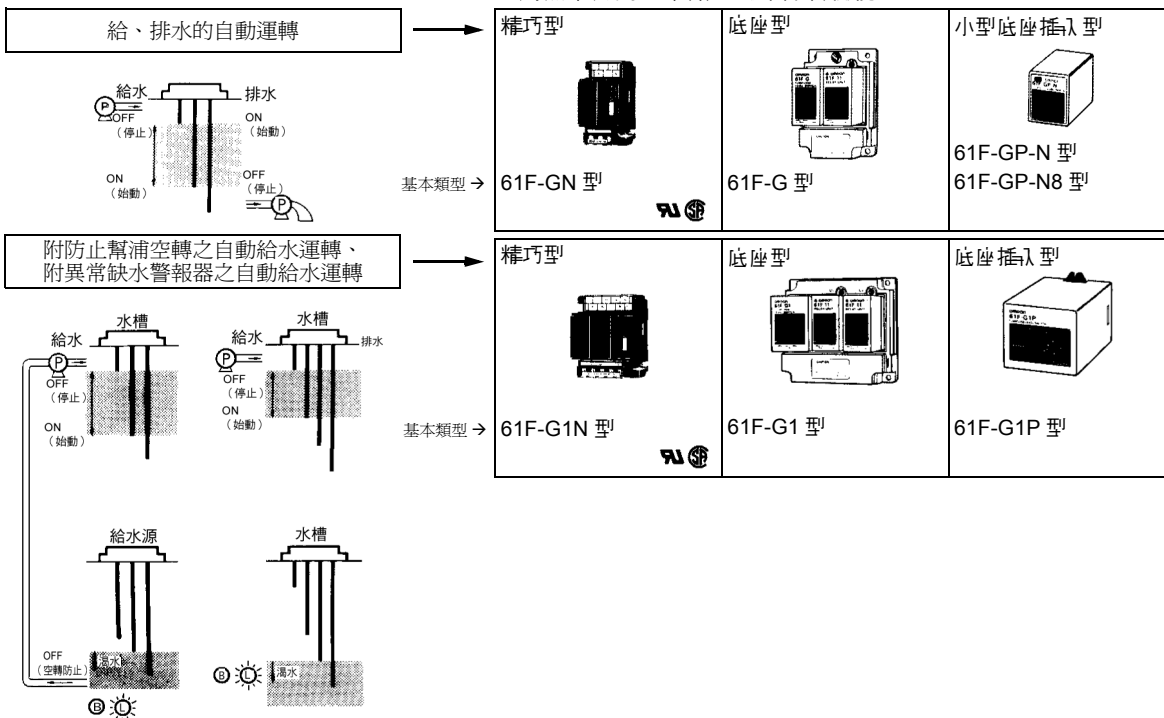 給、排水的自動運轉
精巧型
底座型
小型底座插入型
給水
排水
P
OFF
(停止)
ON
(始動)
ON
(始動)
OFF
(停止)
P
基本類型→
61F-GN 型
61F-G 型
61F-GP-N 型
61F-GP-N8 型
附防止幫浦空轉之自動給水運轉、
附異常缺水警報器之自動給水運轉
精巧型
底座型
底座插入型
水槽
給水
P
OFF
(停止)
ON
(始動)
水槽
給水
排水
P
OFF
(停止)
ON
(始動)
61F-G1P
基本類型→
61F-G1N 型
61F-G1 型
61F-G1P 型
給水源
水槽
OFF
(空轉防止)
渴水
B L
B L
渴水